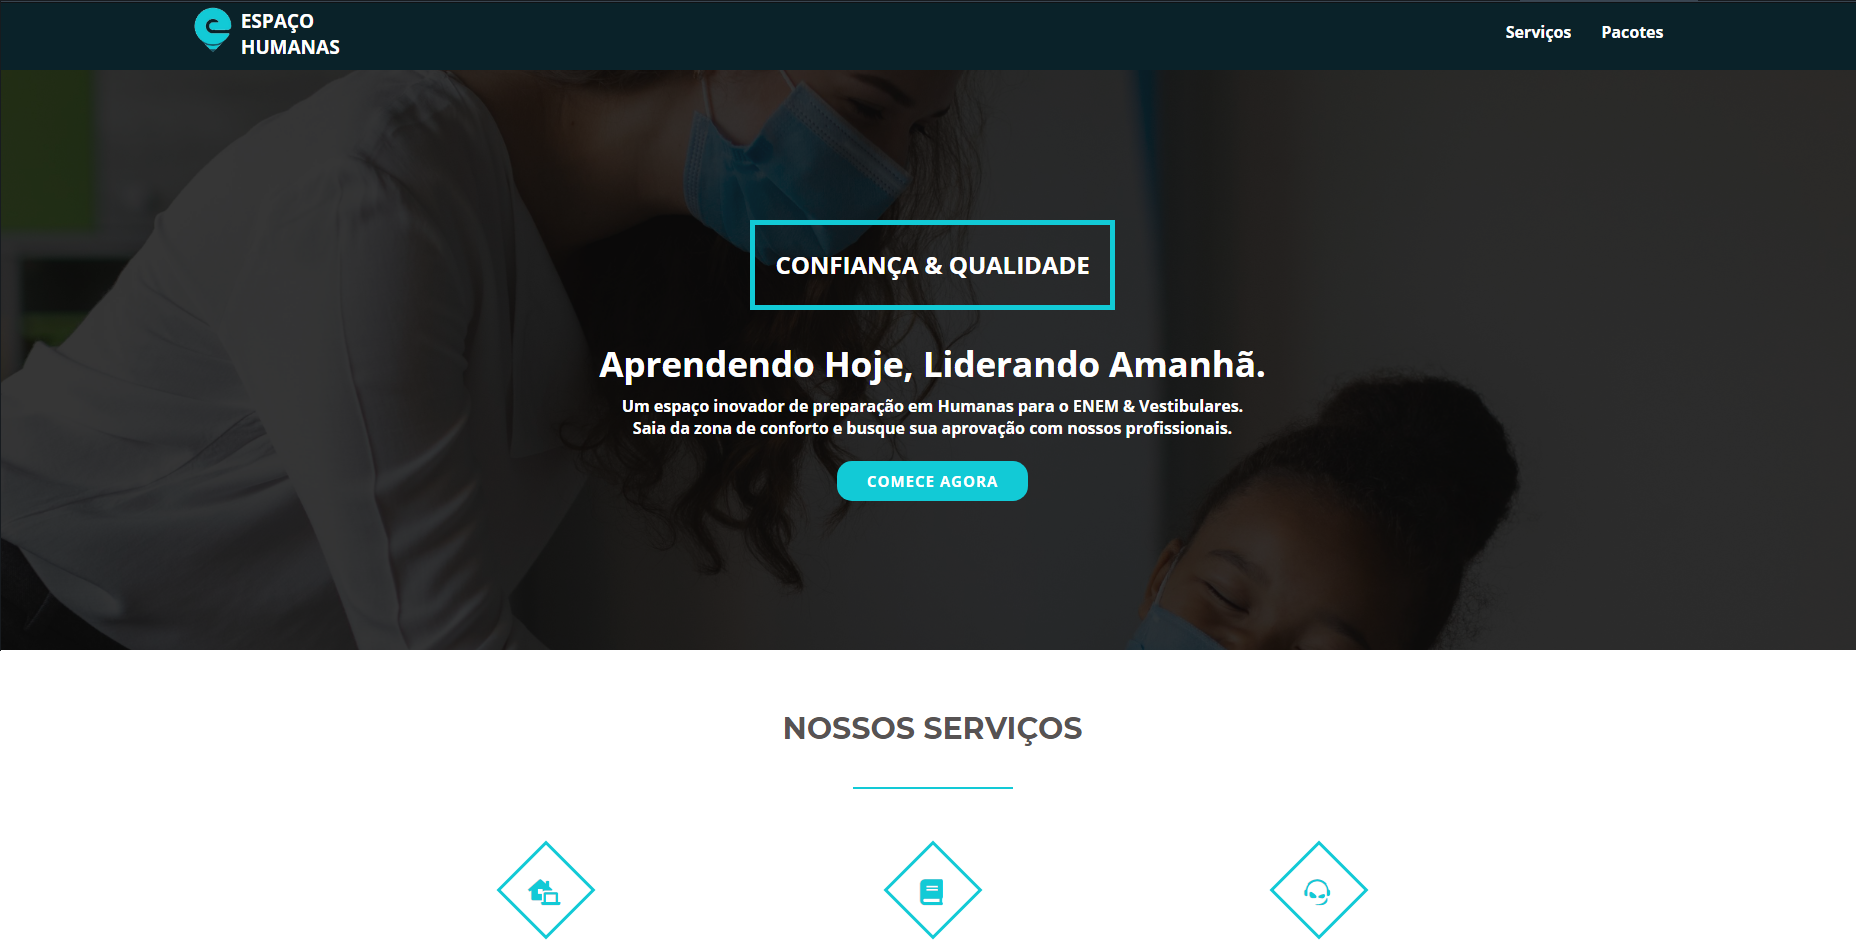 ESPAÇO
HUMANAS
Serviços
Pacotes
CONFIANÇA & QUALIDADE
Aprendendo Hoje, Liderando Amanhã.
Um espaço inovador de preparação em Humanas para o ENEM & Vestibulares.
Saia da zona de conforto e busque sua aprovação com nossos profissionais.
COMECE AGORA
NOSSOS SERVIÇOS